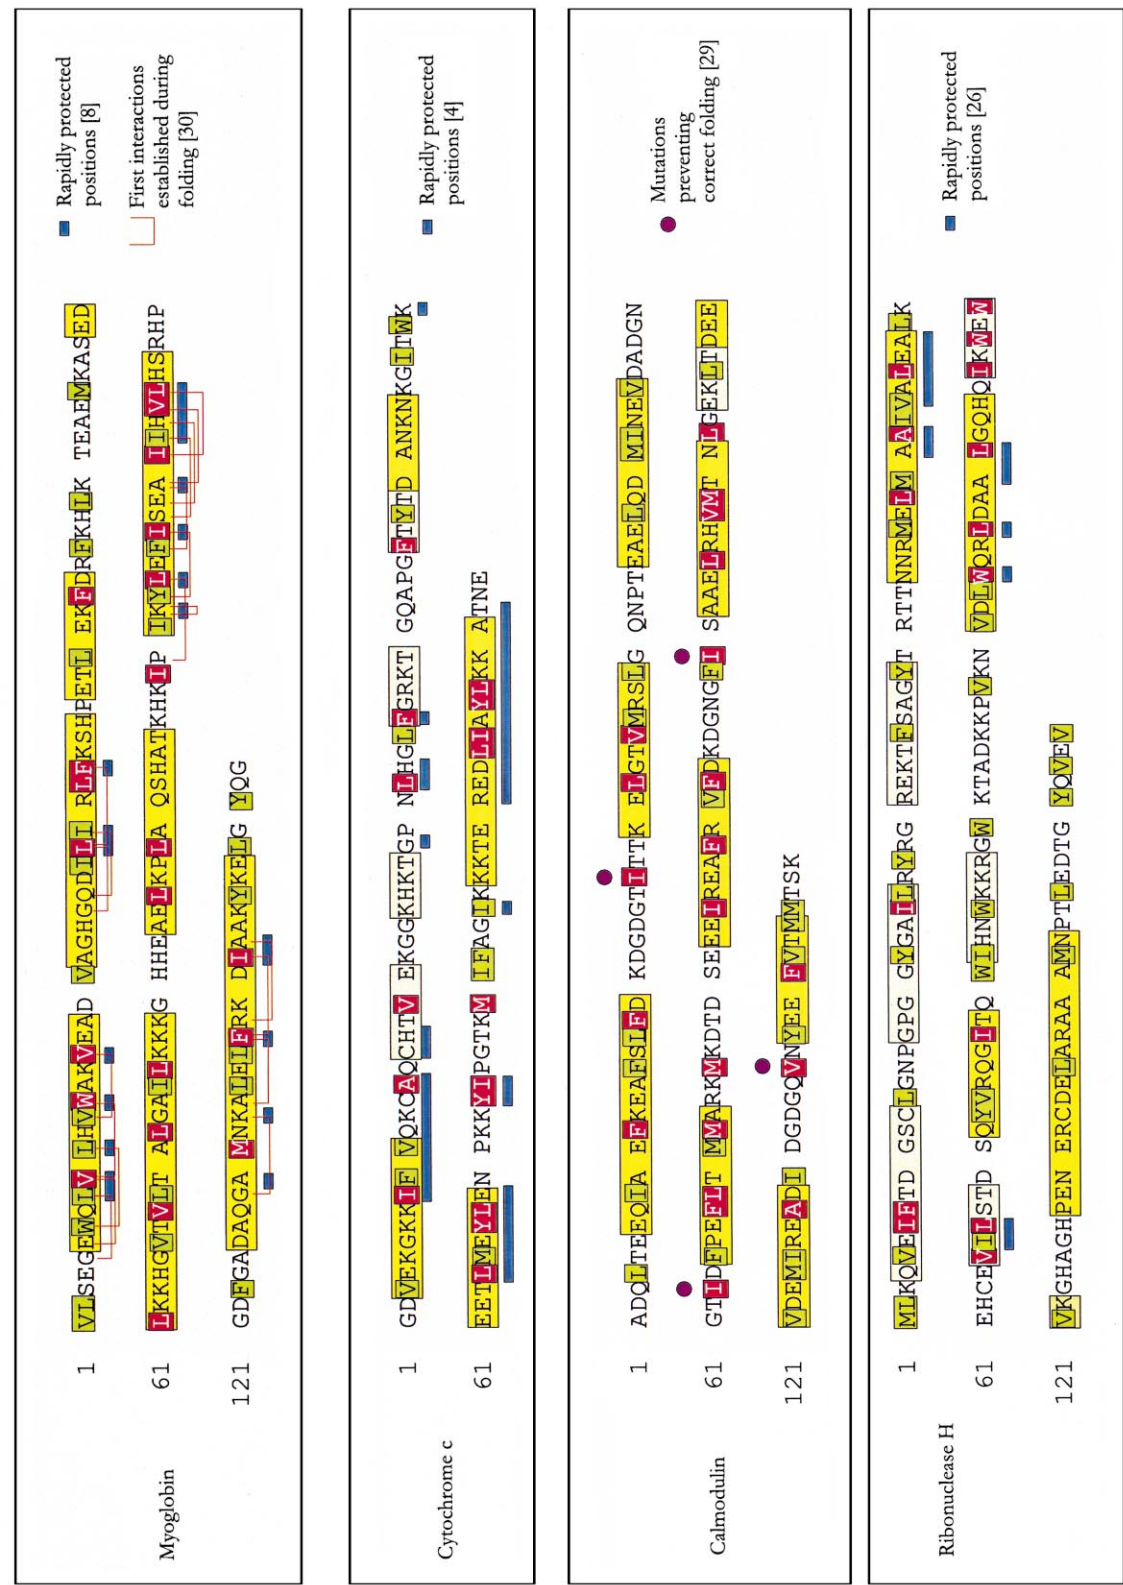 Myoglobin
1 VLSEGEWQLV LHVWAKVEAD VAGHGQDILI RLFKSHPETL EKFDRFKHLK TEAEMKASED
61 LKKHGVTVLT ALGAILKKKG HHEAELKPLA QSHATKHKIP IKYLEFISEA IIHVLHSRHP
121 GDFGADAQGA MNKALELFRK DIAAKYKELG YQG
Rapidly protected
positions [8]
First interactions
established during
folding [30]
Cytochrome c
1 GDVEKGKKIF VQKCAQCHTV EKGGKHKTGP NLHGLFGRKT GQAPGFTYTD ANKNKGITWK
61 EETLMEYLEN PKKYIPGTKM IFAGIKKKTE REDLIAYLKK ATNE
Rapidly protected
positions [4]
Calmodulin
1 ADQLTEEQIA EFKEAFSLFD KDGDGTITTK ELGTVMRSLG QNPTEAELQD MINEVDADGN
61 GTIDFPEFLT MMARKMKDTD SEEEIREAFR VFDKDGNGFI SAAELRHVMT NLGEKLTDEE
121 VDEMIREADI DGDGQVNYEE FVTMMTSK
Mutations
preventing
correct folding [29]
Ribonuclease H
1 MLKQVEIFTD GSCLGNPGPG GYGAILRYRG REKTFSAGYT RTTNNRMELM AAIVALEALK
61 EHCEVILSTD SQYVRQGITQ WIHNWKKRGW KTADKKPVKN VDLWQRLDAA LGQHQIKWEW
121 VKGHAGHPEN ERCDELARAA AMNPTLEDTG YQVEV
Rapidly protected
positions [26]